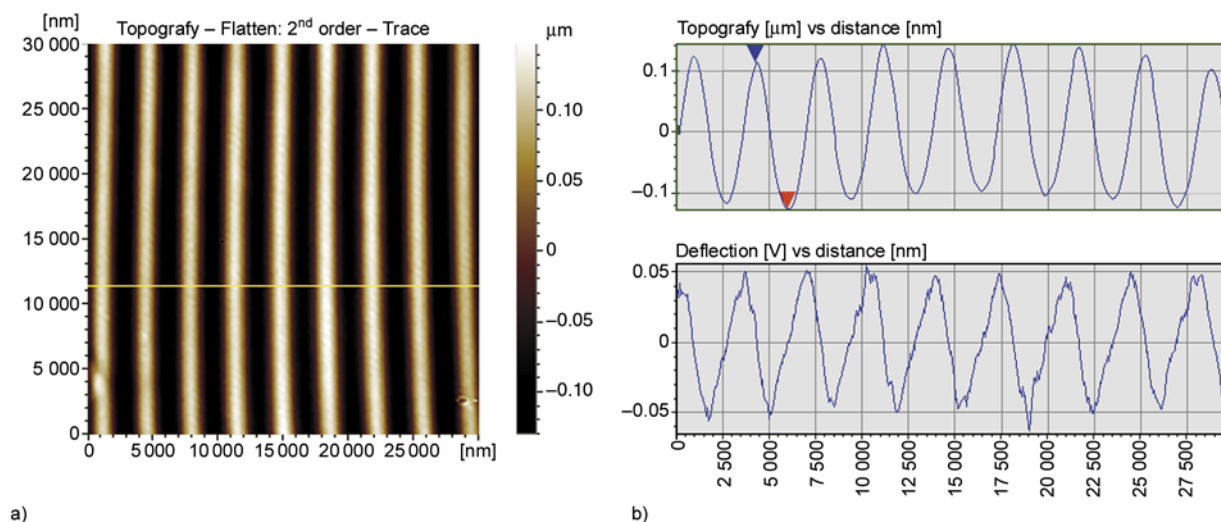 [nm]
Topografy – Flatten: 2nd order – Trace
µm
30 000
25 000
20 000
15 000
10 000
5 000
0
0.10
0.05
0
−0.05
−0.10
0 5 000 10 000 15 000 20 000 25 000 [nm]
a)
Topografy [µm] vs distance [nm]
0.1
0
−0.1
Deflection [V] vs distance [nm]
0.05
0
−0.05
0 2 500 5 000 7 500 10 000 12 500 15 000 17 500 20 000 22 500 25 000 27 500
b)